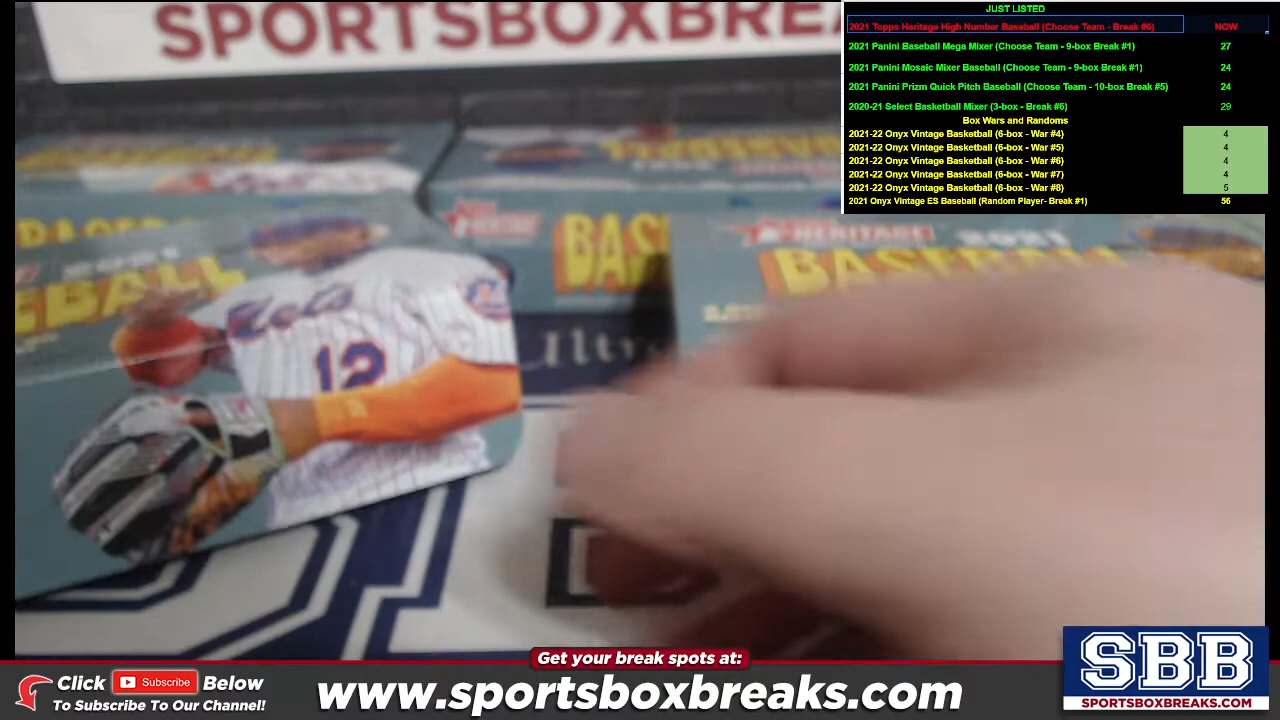 SPORTSBOXBREA
JUST LISTED
2021 Topps Heritage High Number Baseball (Choose Team - Break #6) NOW
2021 Panini Baseball Mega Mixer (Choose Team - 9-box Break #1) 27
2021 Panini Mosaic Mixer Baseball (Choose Team - 9-box Break #1) 24
2021 Panini Prizm Quick Pitch Baseball (Choose Team - 10-box Break #5) 24
2020-21 Select Basketball Mixer (3-box - Break #6) 29
Box Wars and Randoms
2021-22 Onyx Vintage Basketball (6-box - War #4) 4
2021-22 Onyx Vintage Basketball (6-box - War #5) 4
2021-22 Onyx Vintage Basketball (6-box - War #6) 4
2021-22 Onyx Vintage Basketball (6-box - War #7) 4
2021-22 Onyx Vintage Basketball (6-box - War #8) 5
2021 Onyx Vintage ES Baseball (Random Player- Break #1) 56
HERITAGE 2021
BASEBALL
2021
EBALL
BAS
Mets
12
Ultr
Get your break spots at:
Click Subscribe Below
To Subscribe To Our Channel!
www.sportsboxbreaks.com
SBB
SPORTSBOXBREAKS.COM